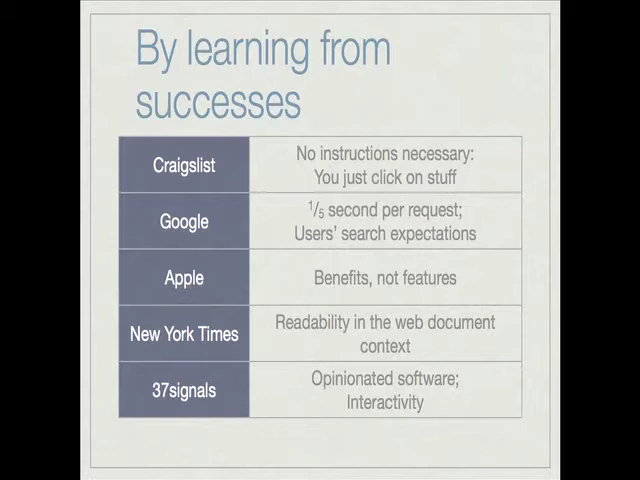 By learning from
successes
Craigslist
No instructions necessary:
You just click on stuff
Google
1/5 second per request;
Users' search expectations
Apple
Benefits, not features
New York Times
Readability in the web document
context
37signals
Opinionated software;
Interactivity